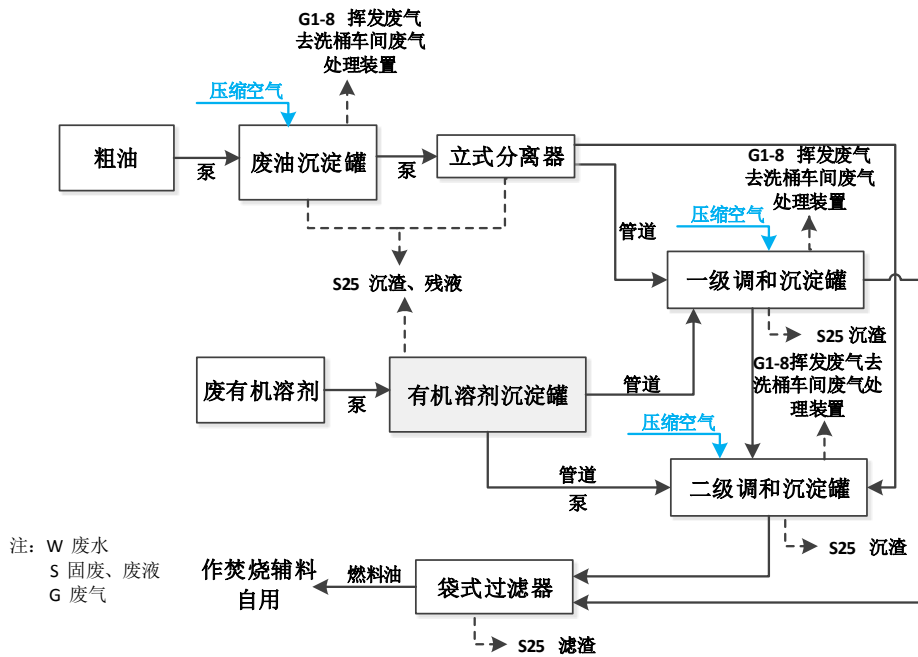 G1-8 挥发废气
去洗桶车间废气
处理装置
压缩空气
粗油
泵
废油沉淀罐
泵
立式分离器
G1-8 挥发废气
去洗桶车间废气
处理装置
压缩空气
管道
一级调和沉淀罐
S25 沉渣、残液
S25 沉渣
G1-8挥发废气去
洗桶车间废气处
理装置
废有机溶剂
泵
有机溶剂沉淀罐
管道
压缩空气
管道
泵
二级调和沉淀罐
S25 沉渣
注：W 废水
S 固废、废液
G 废气
作焚烧辅料
自用
燃料油
袋式过滤器
S25 滤渣